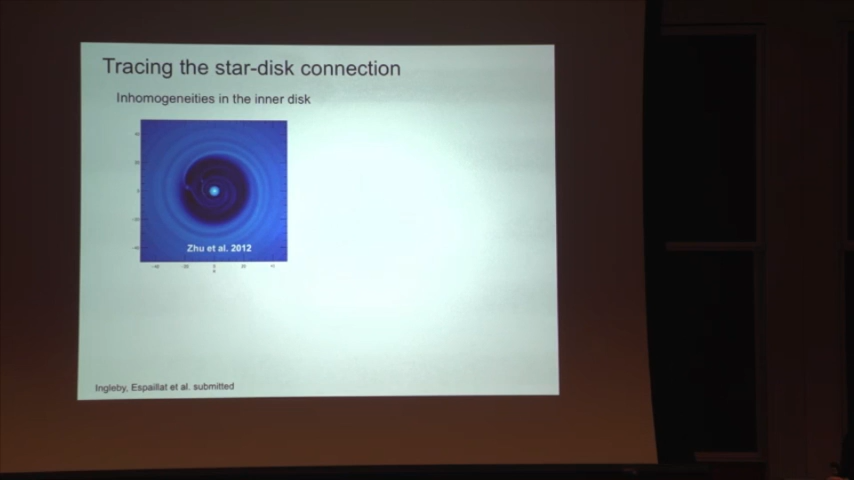 Tracing the star-disk connection
Inhomogeneities in the inner disk
Zhu et al. 2012
Ingleby, Espaillat et al. submitted